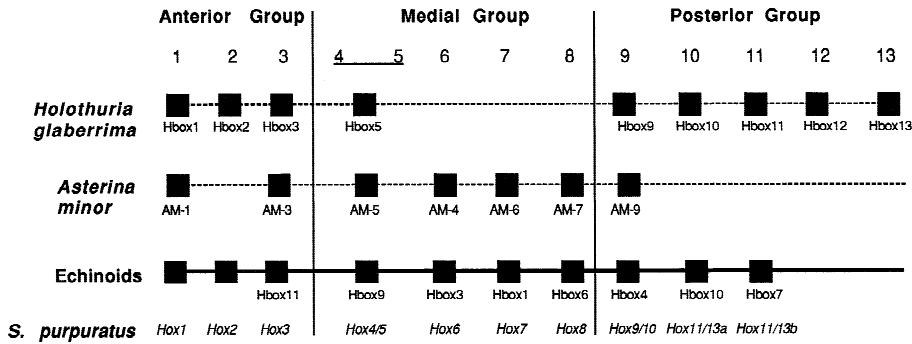 Anterior Group Medial Group Posterior Group
1 2 3 4 5 6 7 8 9 10 11 12 13
Holothuria
glaberrima
Hbox1 Hbox2 Hbox3 Hbox5 Hbox9 Hbox10 Hbox11 Hbox12 Hbox13
Asterina
minor
AM-1 AM-3 AM-5 AM-4 AM-6 AM-7 AM-9
Echinoids
Hbox11 Hbox9 Hbox3 Hbox1 Hbox6 Hbox4 Hbox10 Hbox7
S. purpuratus Hox1 Hox2 Hox3 Hox4/5 Hox6 Hox7 Hox8 Hox9/10 Hox11/13a Hox11/13b